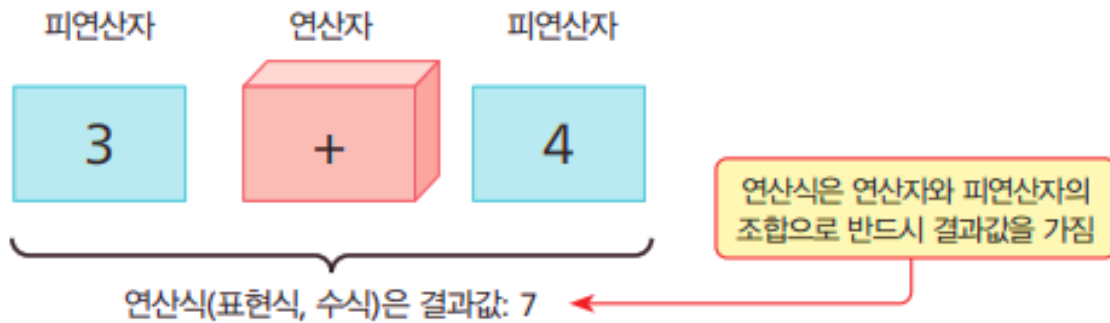 피연산자 연산자 피연산자
3 + 4
연산식은 연산자와 피연산자의
조합으로 반드시 결과값을 가짐
연산식(표현식, 수식)은 결과값: 7